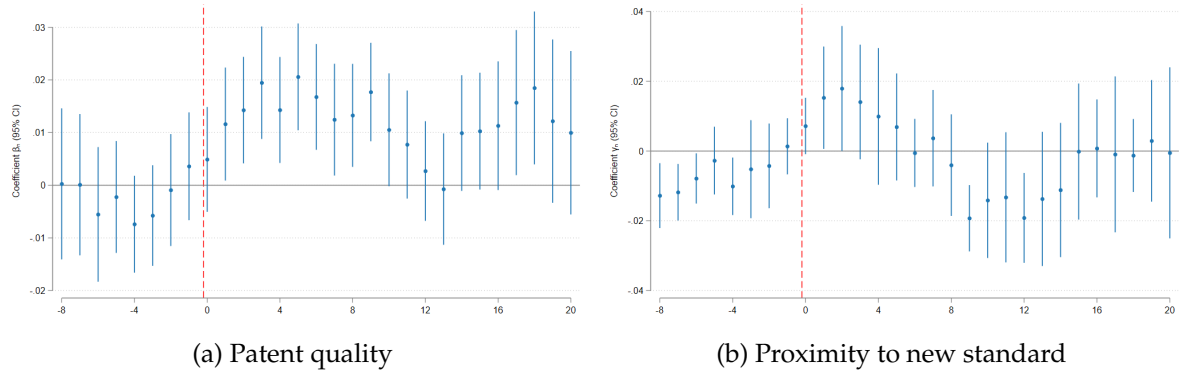 Coefficient βₙ (95% CI)
.03
.02
.01
0
-.01
-.02
-8 -4 0 4 8 12 16 20
(a) Patent quality
Coefficient γₙ (95% CI)
.04
.02
0
-.02
-.04
-8 -4 0 4 8 12 16 20
(b) Proximity to new standard